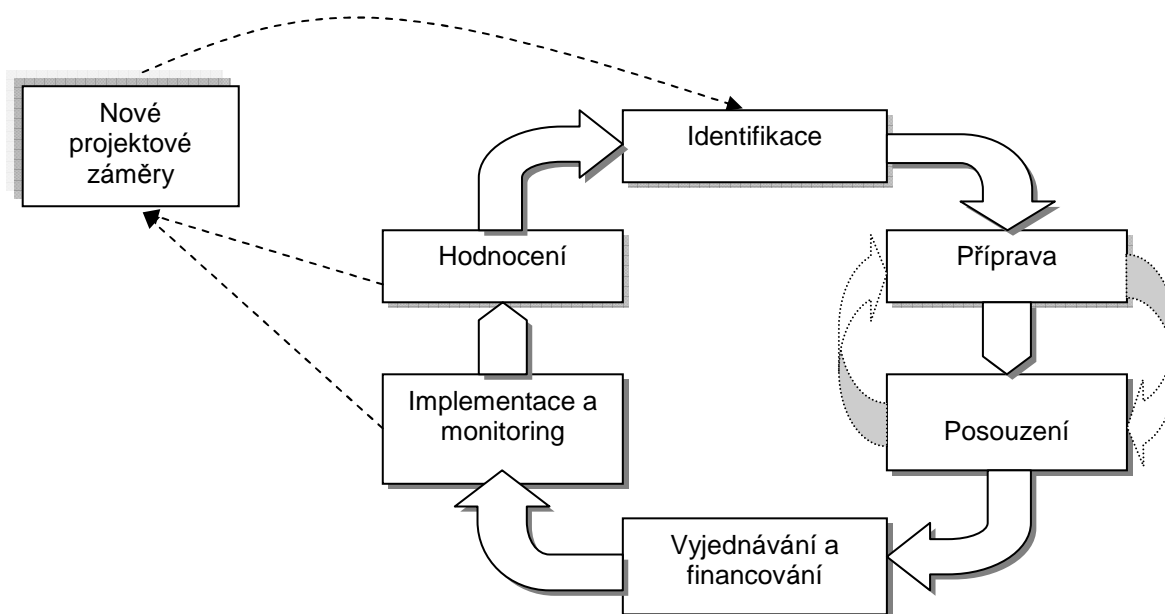 Nové
projektové
záměry
Identifikace
Hodnocení
Příprava
Implementace a
monitoring
Posouzení
Vyjednávání a
financování